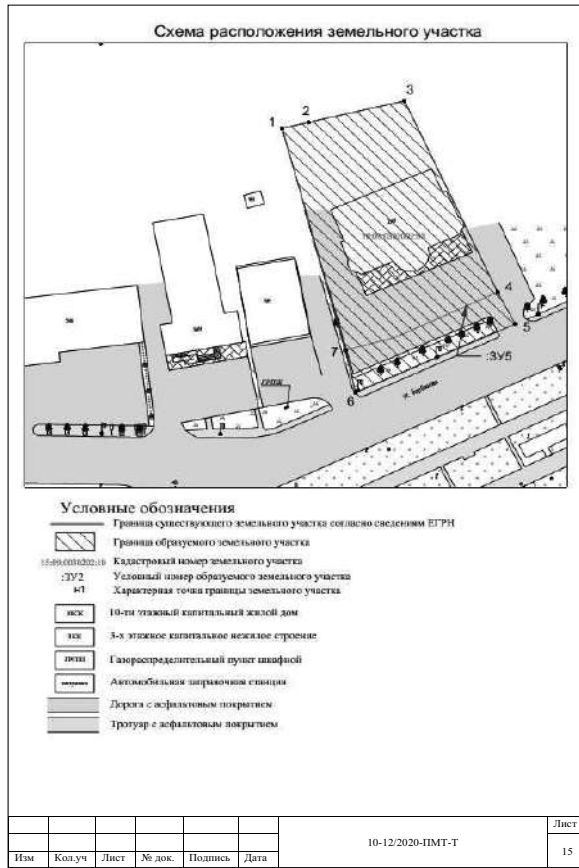 Схема расположения земельного участка
3
2
1
4
5
:ЗУ5
7
6
ГРПШ
Условные обозначения
Граница существующего земельного участка согласно сведениям ЕГРН
Граница образуемого земельного участка
Кадастровый номер земельного участка
:ЗУ2 Условный номер образуемого земельного участка
н1 Характерная точка границы земельного участка
10-ти этажный капитальный жилой дом
3-х этажное капитальное нежилое строение
ГРПШ Газораспределительный пункт шкафной
Автомобильная заправочная станция
Дорога с асфальтовым покрытием
Тротуар с асфальтовым покрытием
10-12/2020-ПМТ-Т
Лист
15
Изм Кол.уч Лист № док. Подпись Дата